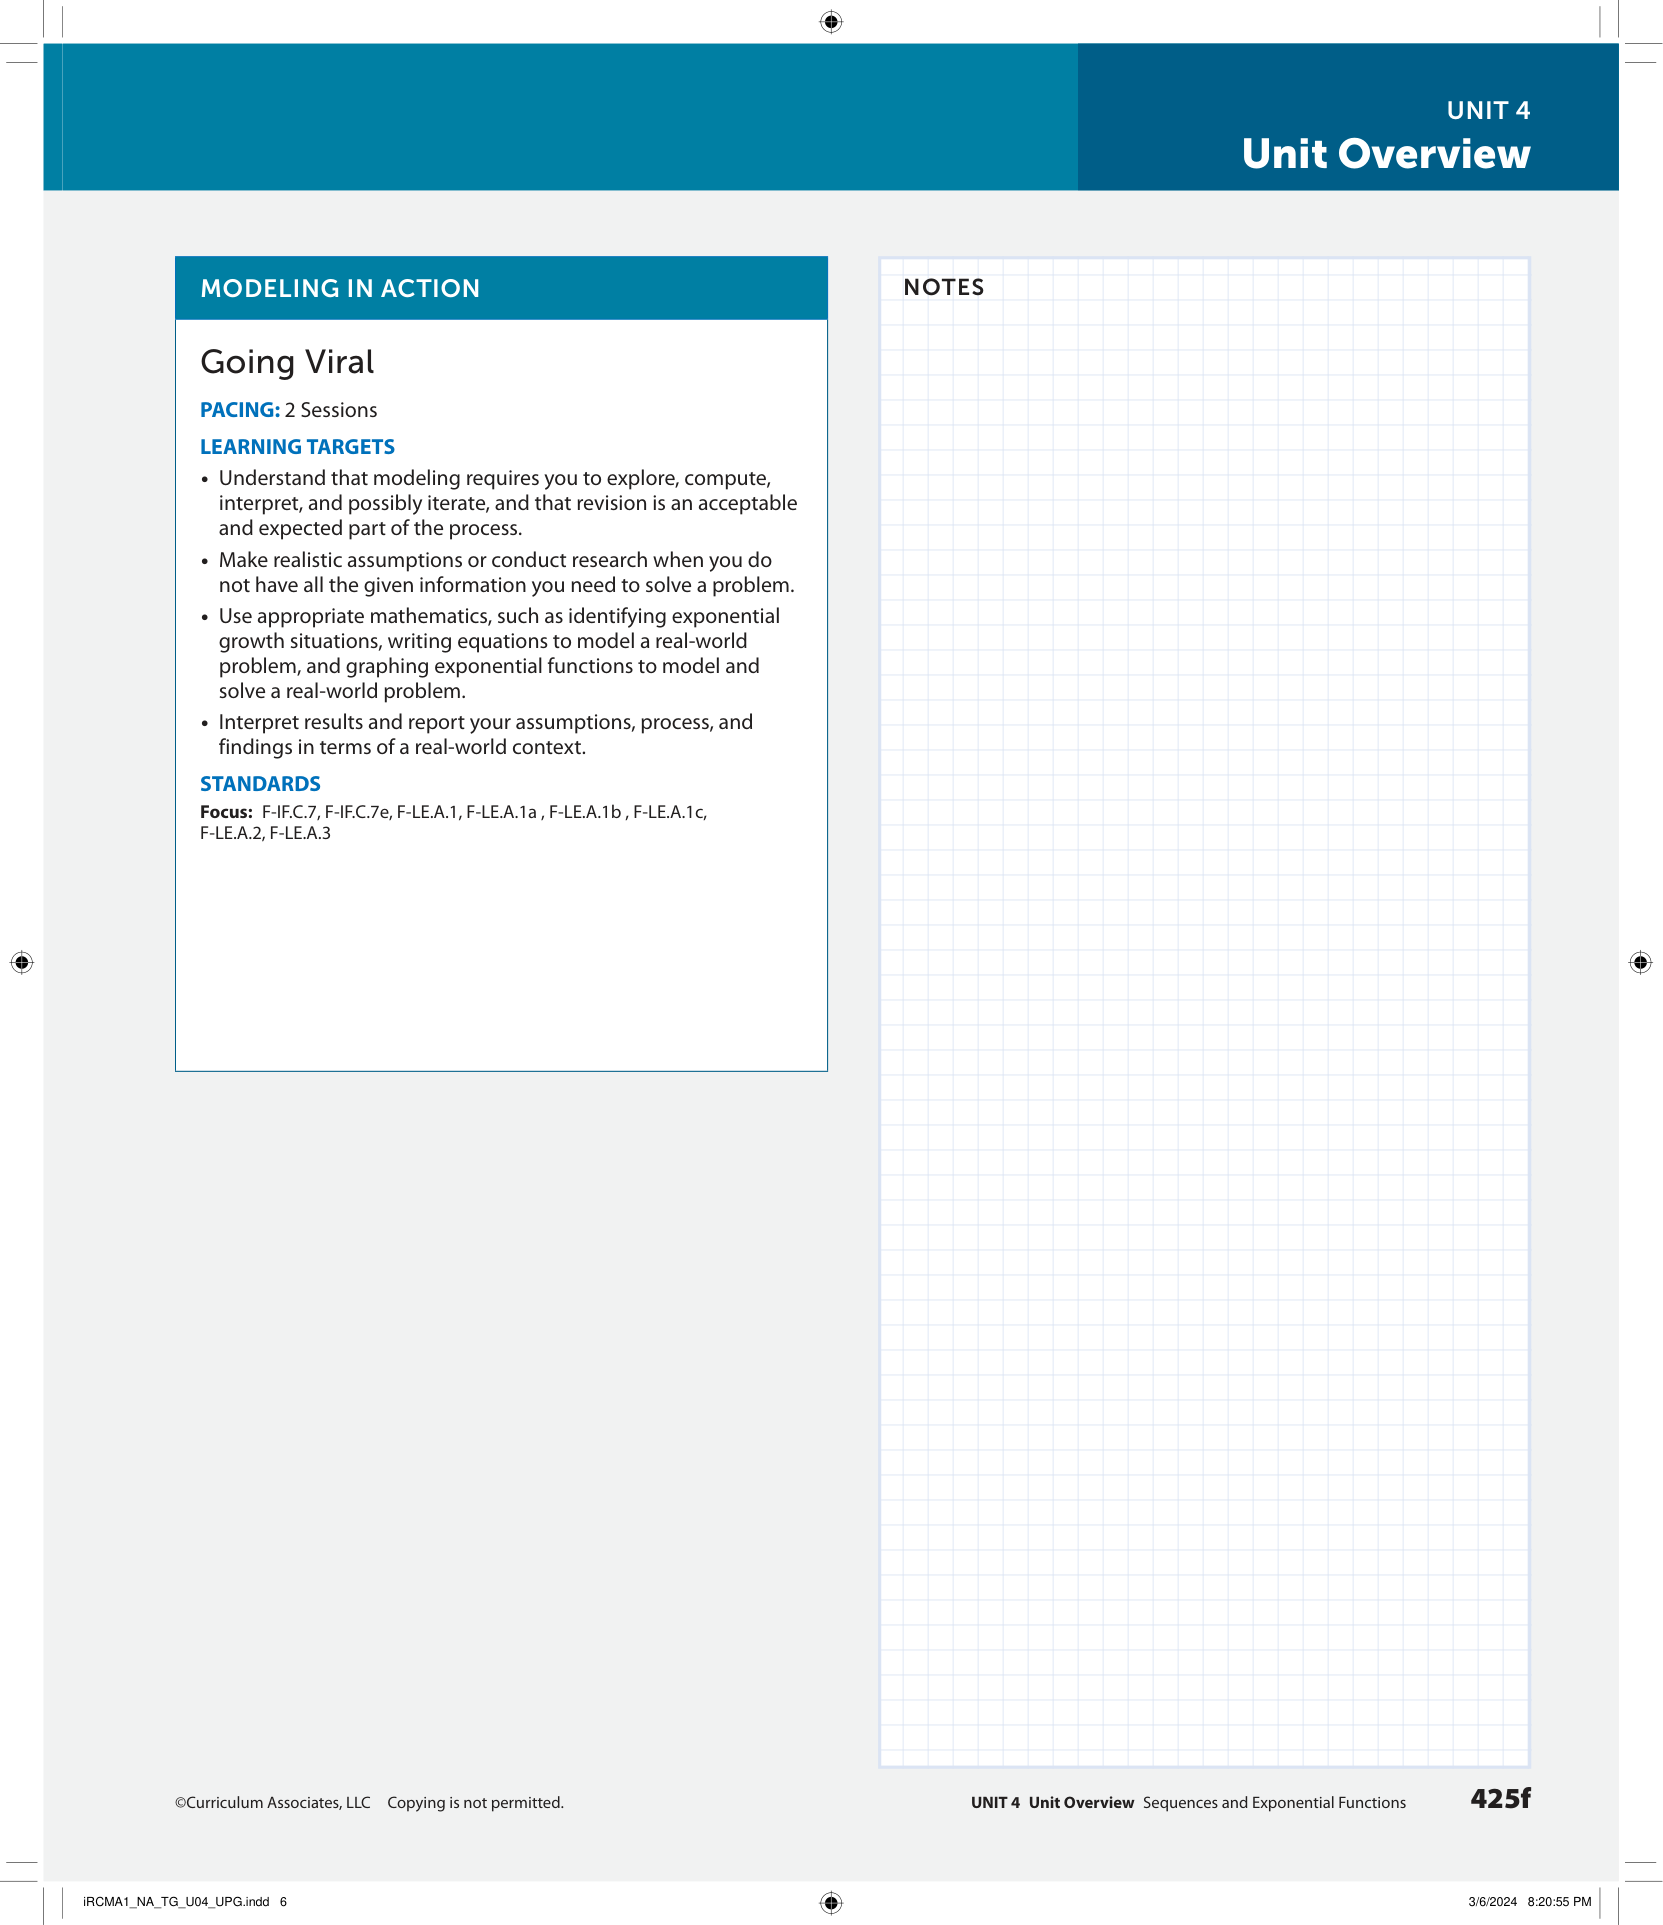 UNIT 4
Unit Overview
MODELING IN ACTION
Going Viral
PACING: 2 Sessions
LEARNING TARGETS
• Understand that modeling requires you to explore, compute,
interpret, and possibly iterate, and that revision is an acceptable
and expected part of the process.
• Make realistic assumptions or conduct research when you do
not have all the given information you need to solve a problem.
• Use appropriate mathematics, such as identifying exponential
growth situations, writing equations to model a real-world
problem, and graphing exponential functions to model and
solve a real-world problem.
• Interpret results and report your assumptions, process, and
findings in terms of a real-world context.
STANDARDS
Focus: F-IF.C.7, F-IF.C.7e, F-LE.A.1, F-LE.A.1a , F-LE.A.1b , F-LE.A.1c,
F-LE.A.2, F-LE.A.3
NOTES
©Curriculum Associates, LLC Copying is not permitted.
UNIT 4 Unit Overview Sequences and Exponential Functions 425f
iRCMA1_NA_TG_U04_UPG.indd 6
3/6/2024 8:20:55 PM